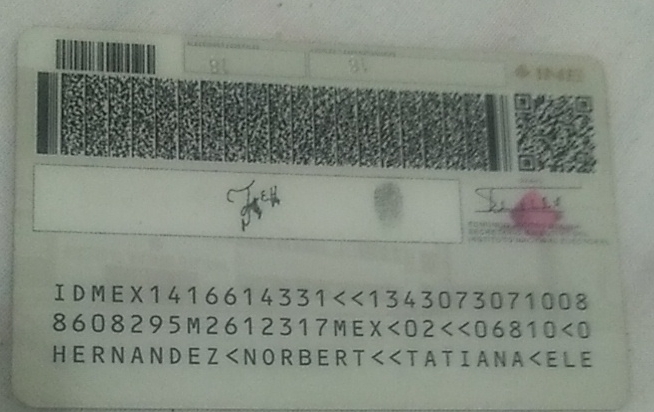 IDMEX1416614331<<1343073071008
8608295M2612317MEX<02<<06810<0
HERNANDEZ<NORBERT<<TATIANA<ELE